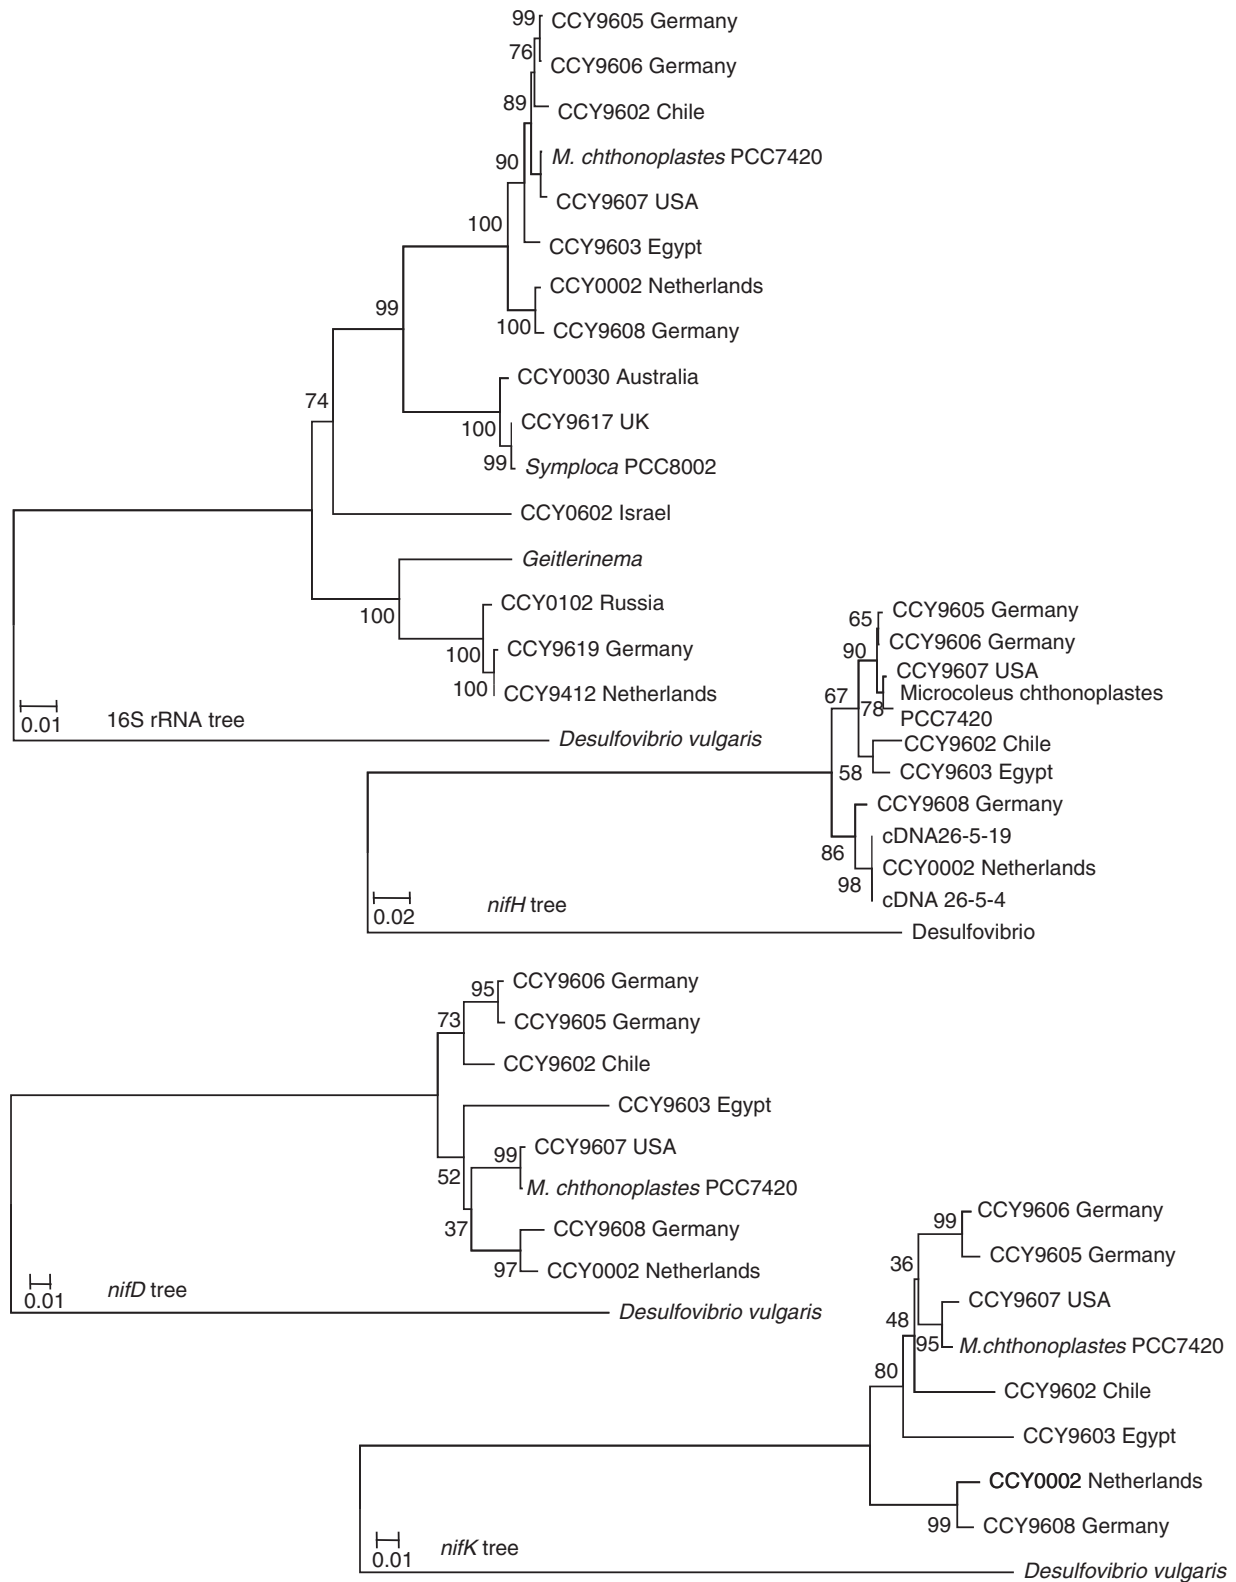 99
CCY9605 Germany
76
CCY9606 Germany
89
CCY9602 Chile
90
M. chthonoplastes PCC7420
CCY9607 USA
100
CCY9603 Egypt
CCY0002 Netherlands
99
100
CCY9608 Germany
CCY0030 Australia
74
100
CCY9617 UK
99
Symploca PCC8002
CCY0602 Israel
Geitlerinema
100
CCY0102 Russia
100
CCY9619 Germany
100
CCY9412 Netherlands
0.01
16S rRNA tree
Desulfovibrio vulgaris
65
CCY9605 Germany
90
CCY9606 Germany
CCY9607 USA
67
78
Microcoleus chthonoplastes
PCC7420
CCY9602 Chile
58
CCY9603 Egypt
CCY9608 Germany
cDNA26-5-19
86
CCY0002 Netherlands
98
cDNA 26-5-4
0.02
nifH tree
Desulfovibrio
95
CCY9606 Germany
73
CCY9605 Germany
CCY9602 Chile
CCY9603 Egypt
99
CCY9607 USA
52
M. chthonoplastes PCC7420
37
CCY9608 Germany
97
CCY0002 Netherlands
0.01
nifD tree
Desulfovibrio vulgaris
99
CCY9606 Germany
36
CCY9605 Germany
48
CCY9607 USA
95
M.chthonoplastes PCC7420
80
CCY9602 Chile
CCY9603 Egypt
CCY0002 Netherlands
99
CCY9608 Germany
0.01
nifK tree
Desulfovibrio vulgaris